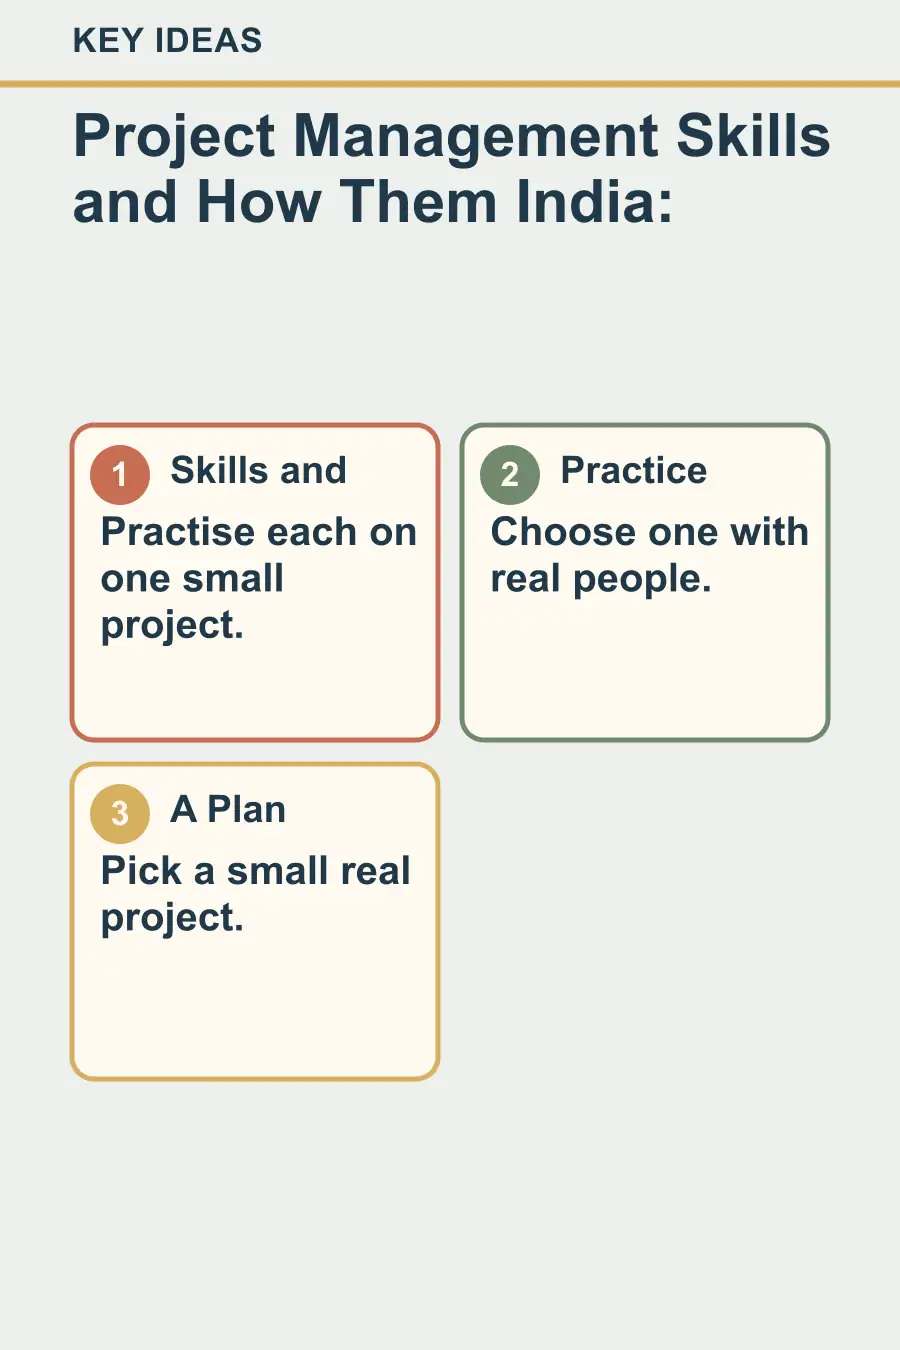 KEY IDEAS
Project Management Skills
and How Them India:
1 Skills and
Practise each on
one small
project.
2 Practice
Choose one with
real people.
3 A Plan
Pick a small real
project.